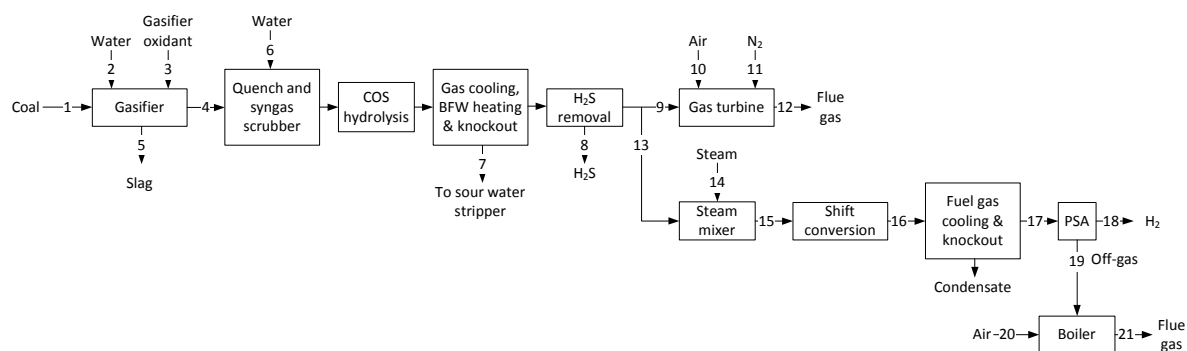 Coal
1
Water
2
Gasifier
oxidant
3
Gasifier
4
5
Slag
Water
6
Quench and
syngas
scrubber
COS
hydrolysis
Gas cooling,
BFW heating
& knockout
7
To sour water
stripper
H₂S
removal
8
H₂S
9
Air
10
N₂
11
Gas turbine
12
Flue
gas
13
Steam
14
Steam
mixer
15
Shift
conversion
16
Fuel gas
cooling &
knockout
Condensate
17
PSA
18
H₂
19 Off-gas
Air
20
Boiler
21
Flue
gas